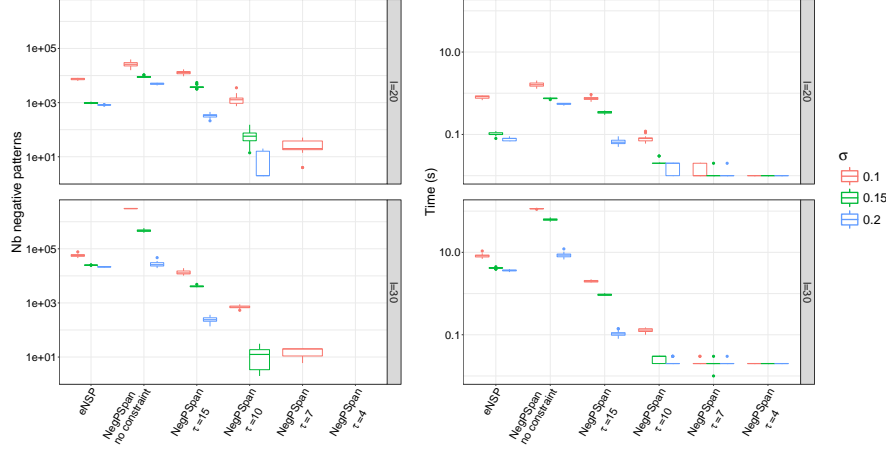 Nb negative patterns
1e+05
1e+03
1e+01
l=20
1e+05
1e+03
1e+01
l=30
eNSP
NegPSpan
no constraint
NegPSpan
τ =15
NegPSpan
τ =10
NegPSpan
τ =7
NegPSpan
τ =4
Time (s)
10.0
0.1
l=20
10.0
0.1
l=30
eNSP
NegPSpan
no constraint
NegPSpan
τ =15
NegPSpan
τ =10
NegPSpan
τ =7
NegPSpan
τ =4
σ
0.1
0.15
0.2